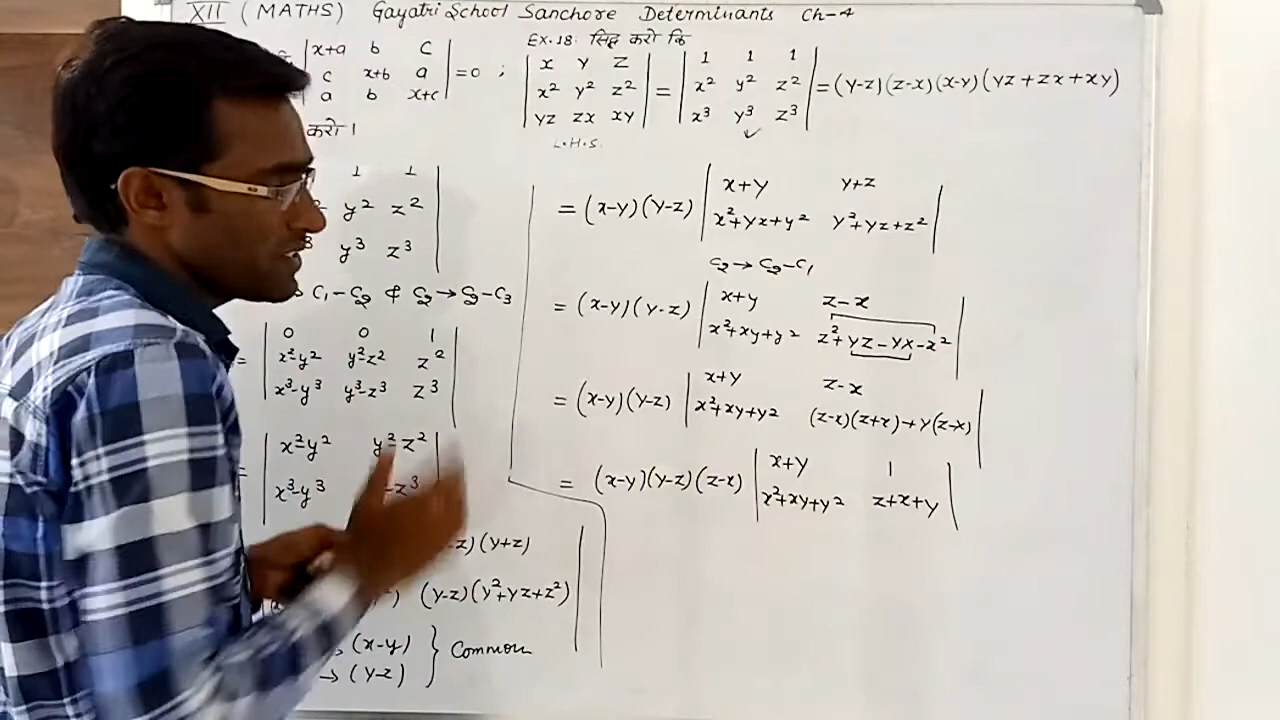 XII (MATHS) Gayatri School Sanchore Determinants Ch-4
Ex.18: सिद्ध करो कि
| x+a b c |
| c x+b a | = 0 ;
| a b x+c |
करो।
| x y z | | 1 1 1 |
| x² y² z² | = | x² y² z² | = (y-z)(z-x)(x-y)(yz+zx+xy)
| yz zx xy | | x³ y³ z³ |
✓
L.H.S.
1 1 |
y² z² |
y³ z³ |
C₁-C₂ & C₂→C₂-C₃
= | 0 0 1 |
| x²-y² y²-z² z² |
| x³-y³ y³-z³ z³ |
= | x²-y² y²-z² |
| x³-y³ -z³ |
z)(y+z) |
(y-z)(y²+yz+z²) |
→ (x-y) } Common
→ (y-z)
= (x-y)(y-z) | x+y y+z |
| x²+yx+y² y²+yz+z² |
C₂→C₂-C₁
= (x-y)(y-z) | x+y z-x |
| x²+xy+y² z²+yz-yx-x² |
= (x-y)(y-z) | x+y z-x |
| x²+xy+y² (z-x)(z+x)+y(z-x) |
= (x-y)(y-z)(z-x) | x+y 1 |
| x²+xy+y² z+x+y |